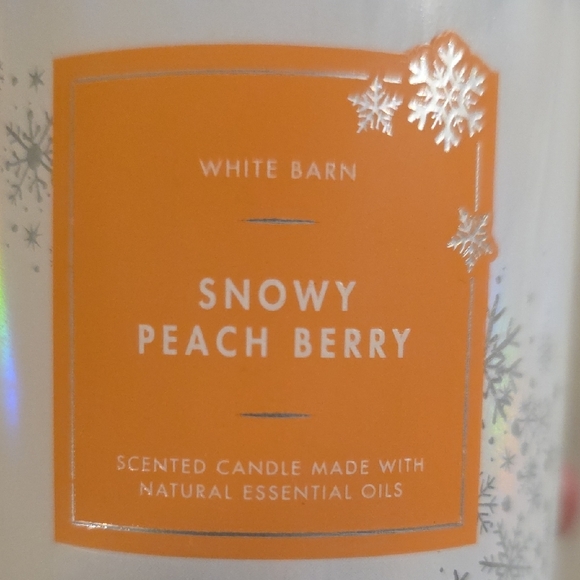 WHITE BARN
SNOWY
PEACH BERRY
SCENTED CANDLE MADE WITH
NATURAL ESSENTIAL OILS